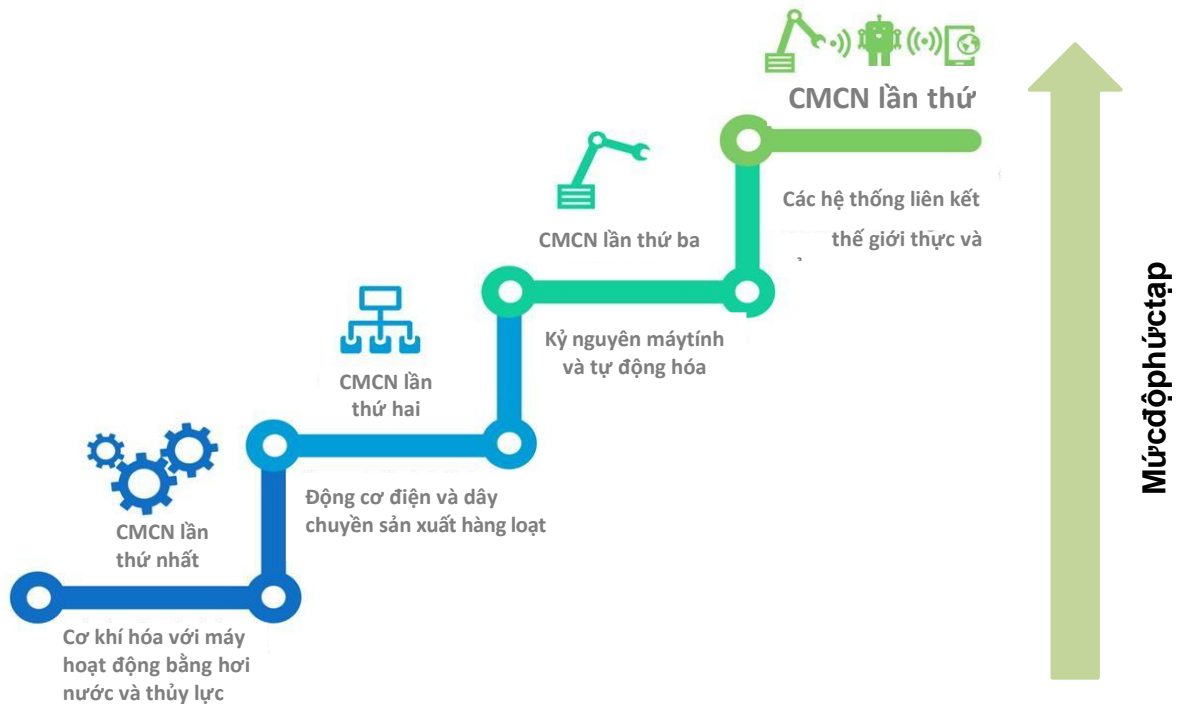 CMCN lần thứ
Các hệ thống liên kết
thế giới thực và
CMCN lần thứ ba
Kỷ nguyên máytính
và tự động hóa
CMCN lần
thứ hai
Động cơ điện và dây
chuyền sản xuất hàng loạt
CMCN lần
thứ nhất
Cơ khí hóa với máy
hoạt động bằng hơi
nước và thủy lực
Mứcđộphứctạp